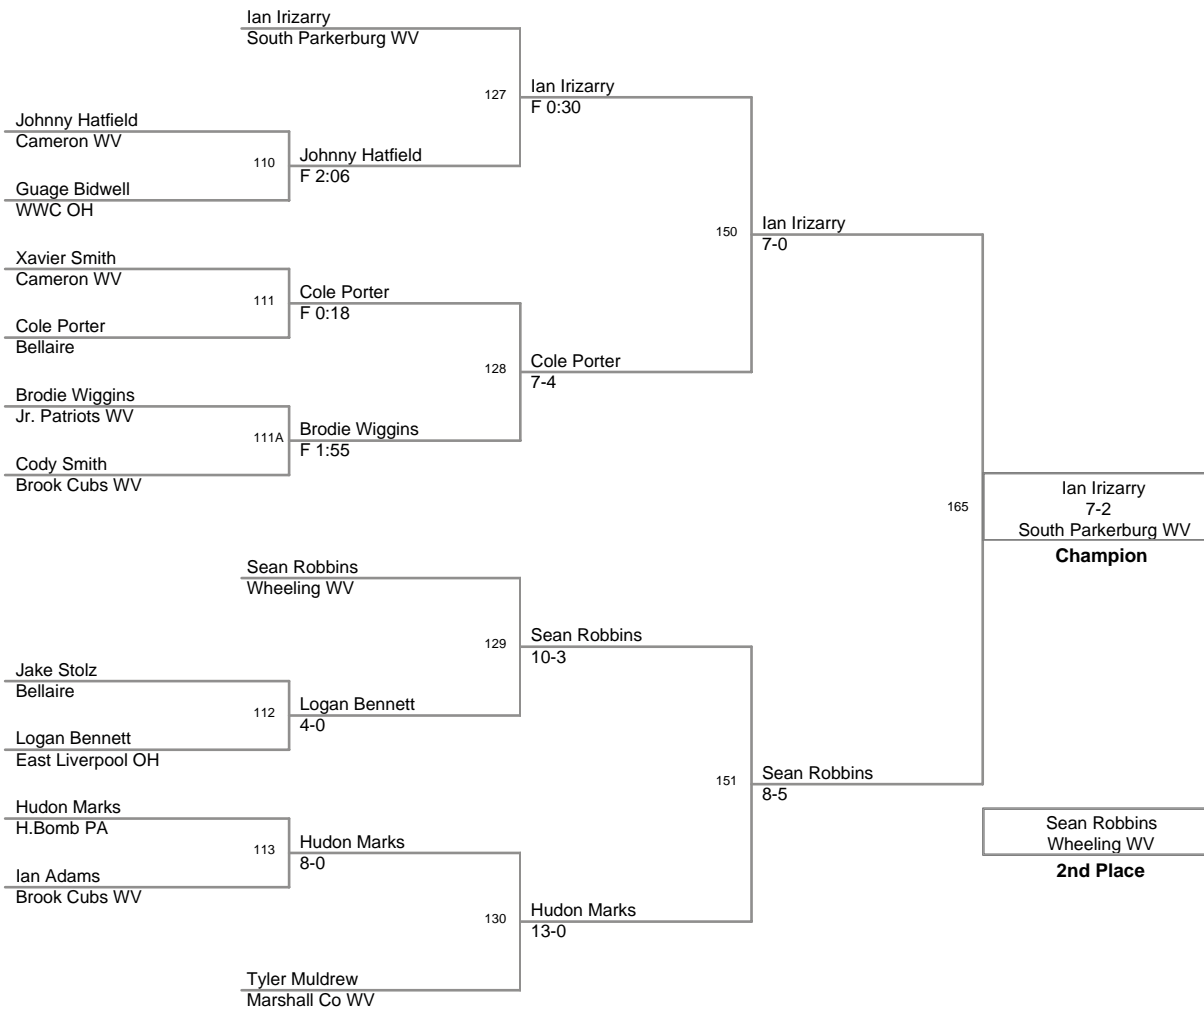 Ian Irizarry
South Parkerburg WV
127
Ian Irizarry
F 0:30
Johnny Hatfield
Cameron WV
110
Johnny Hatfield
F 2:06
Guage Bidwell
WWC OH
150
Ian Irizarry
7-0
Xavier Smith
Cameron WV
111
Cole Porter
F 0:18
Cole Porter
Bellaire
128
Cole Porter
7-4
Brodie Wiggins
Jr. Patriots WV
111A
Brodie Wiggins
F 1:55
Cody Smith
Brook Cubs WV
165
Ian Irizarry
7-2
South Parkerburg WV
Champion
Sean Robbins
Wheeling WV
129
Sean Robbins
10-3
Jake Stolz
Bellaire
112
Logan Bennett
4-0
Logan Bennett
East Liverpool OH
151
Sean Robbins
8-5
Hudon Marks
H.Bomb PA
113
Hudon Marks
8-0
Ian Adams
Brook Cubs WV
Sean Robbins
Wheeling WV
2nd Place
130
Hudon Marks
13-0
Tyler Muldrew
Marshall Co WV